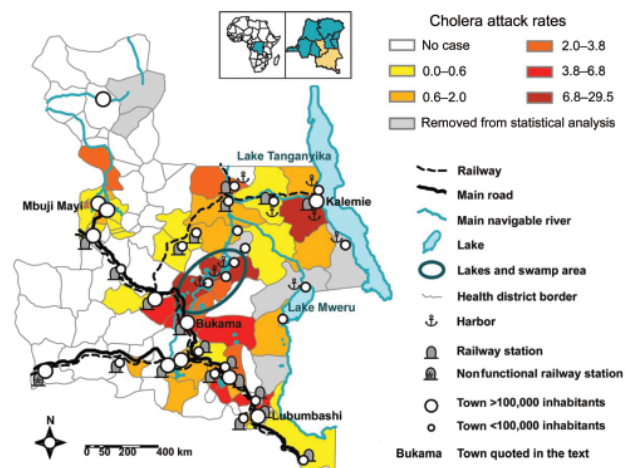 Cholera attack rates
No case
2.0–3.8
0.0–0.6
3.8–6.8
0.6–2.0
6.8–29.5
Removed from statistical analysis
Lake Tanganyika
Railway
Main road
Mbuji Mayi
Kalemie
Main navigable river
Lake
Lakes and swamp area
Lake Mweru
Health district border
Harbor
Bukama
Railway station
Nonfunctional railway station
Town >100,000 inhabitants
Lubumbashi
Town <100,000 inhabitants
N
0 50 100 200 300 400 km
Bukama Town quoted in the text